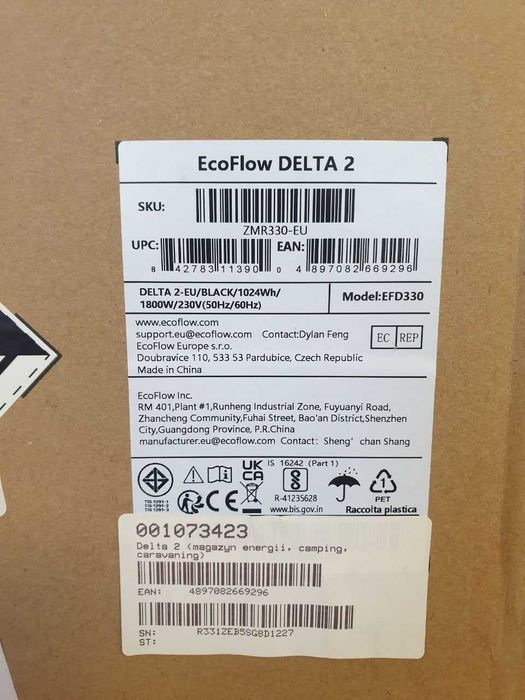 EcoFlow DELTA 2
SKU:
ZMR330-EU
UPC: EAN:
8 42783 11390 0 4 897082 669296
DELTA 2-EU/BLACK/1024Wh/
1800W/230V(50Hz/60Hz)
Model:EFD330
www.ecoflow.com
support.eu@ecoflow.com Contact:Dylan Feng
EcoFlow Europe s.r.o.
EC REP
Doubravice 110, 533 53 Pardubice, Czech Republic
Made in China
EcoFlow Inc.
RM 401,Plant #1,Runheng Industrial Zone, Fuyuanyi Road,
Zhancheng Community,Fuhai Street, Bao'an District,Shenzhen
City,Guangdong Province, P.R.China
manufacturer.eu@ecoflow.com Contact: Sheng' chan Shang
UK
CA
IS 16242 (Part 1)
R-41235628
www.bis.gov.in
CE
1
PET
Raccolta plastica
001073423
Delta 2 (magazyn energii, camping,
caravaning)
EAN: 4897082669296
SN: R331ZEB5SG8D1227
ST: